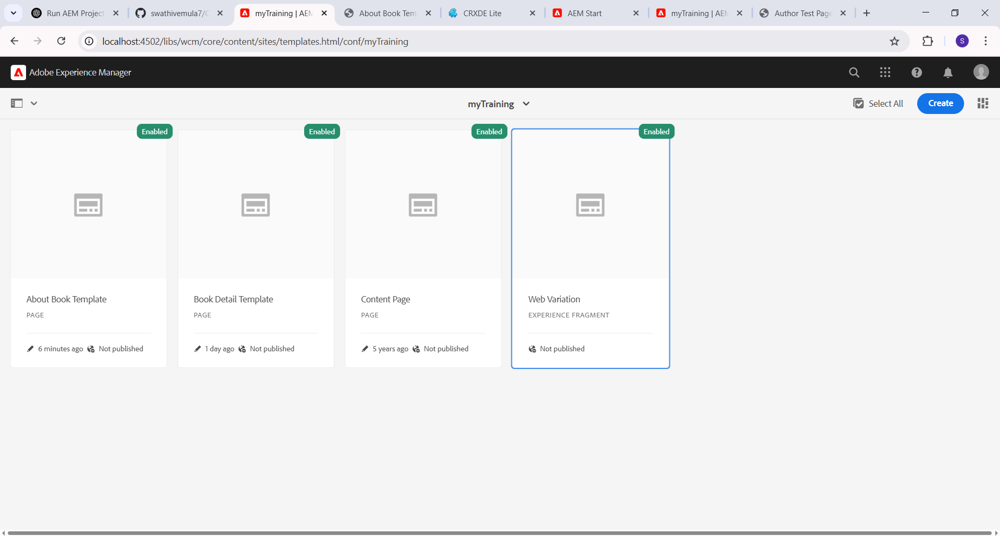 Run AEM Project
swathivemula7/C
myTraining | AEM
About Book Tem
CRXDE Lite
AEM Start
myTraining | AEM
Author Test Page
localhost:4502/libs/wcm/core/content/sites/templates.html/conf/myTraining
S
Adobe Experience Manager
myTraining
Select All
Create
Enabled
Enabled
Enabled
Enabled
About Book Template
PAGE
6 minutes ago Not published
Book Detail Template
PAGE
1 day ago Not published
Content Page
PAGE
5 years ago Not published
Web Variation
EXPERIENCE FRAGMENT
Not published